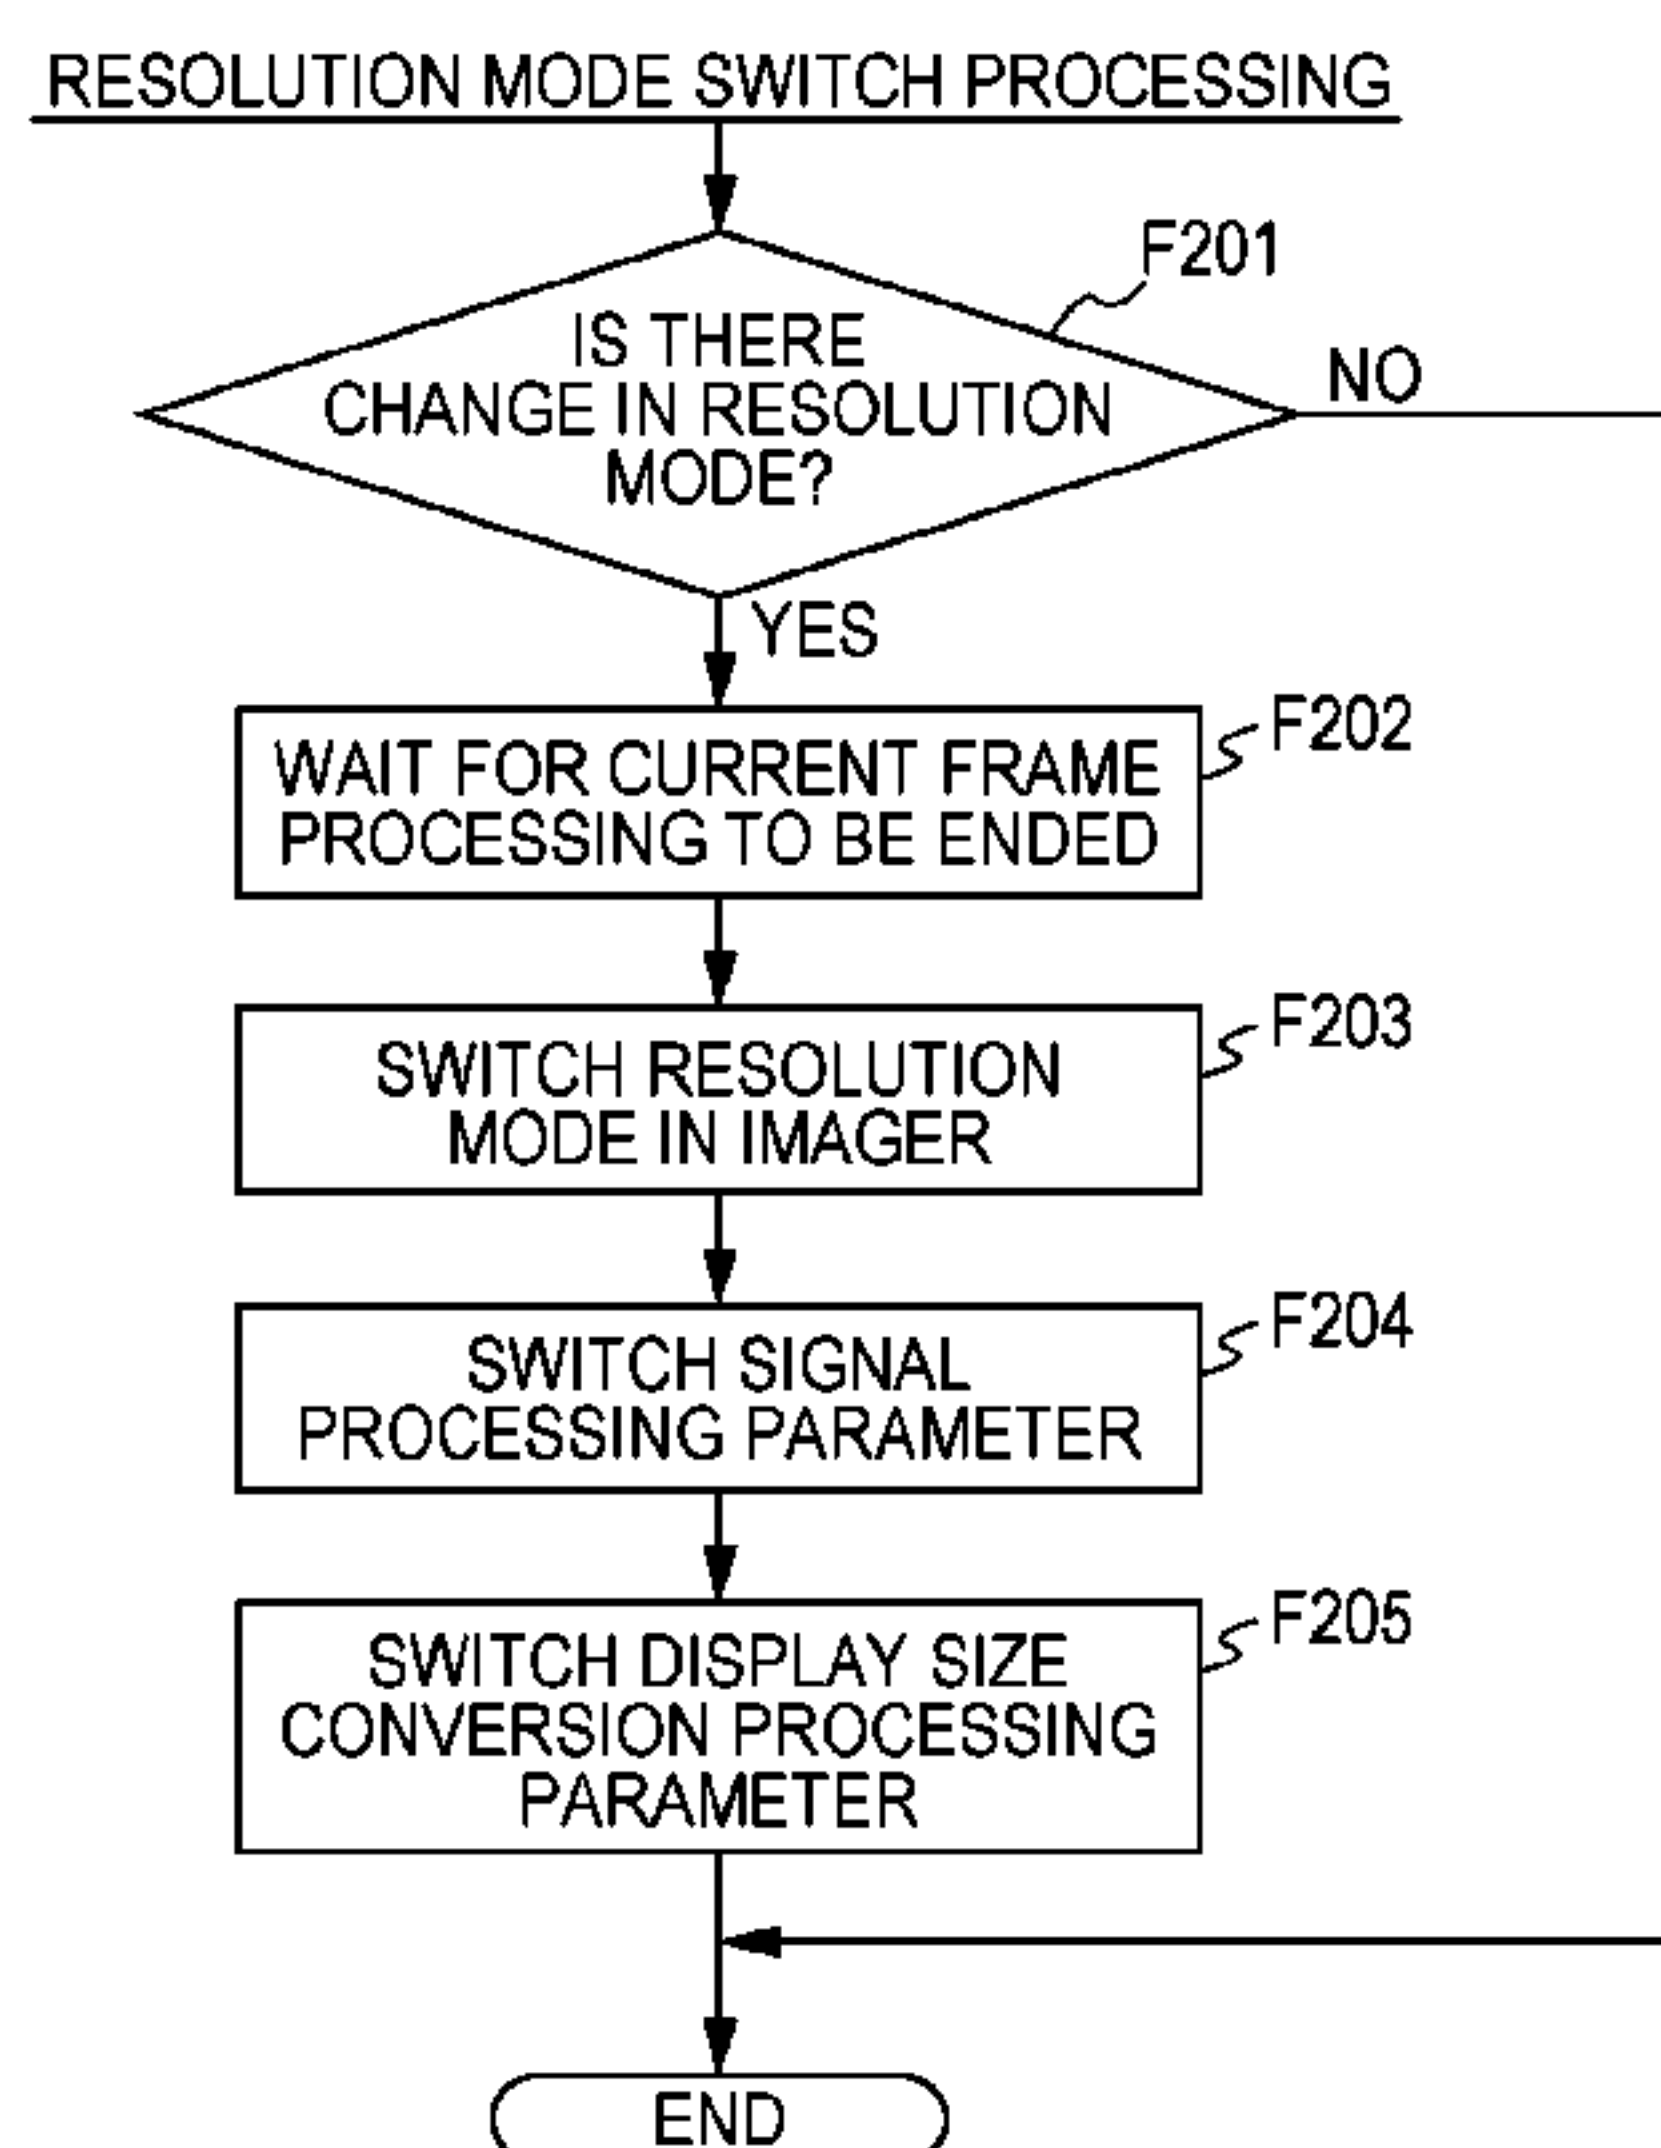 RESOLUTION MODE SWITCH PROCESSING
F201
IS THERE
CHANGE IN RESOLUTION
MODE?
NO
YES
F202
WAIT FOR CURRENT FRAME
PROCESSING TO BE ENDED
F203
SWITCH RESOLUTION
MODE IN IMAGER
F204
SWITCH SIGNAL
PROCESSING PARAMETER
F205
SWITCH DISPLAY SIZE
CONVERSION PROCESSING
PARAMETER
END